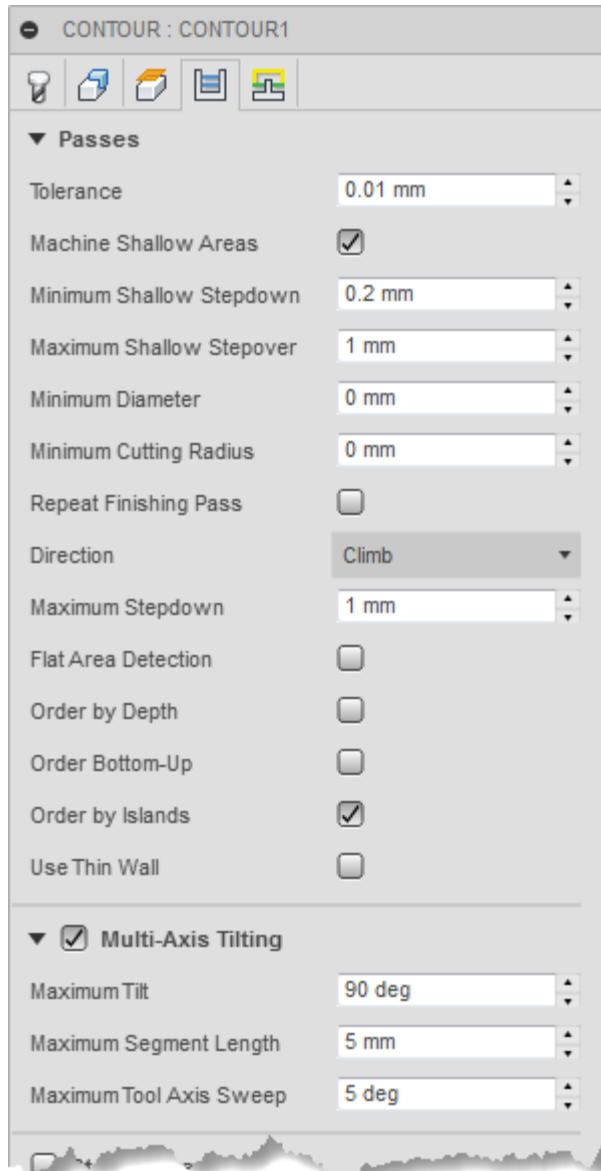 CONTOUR : CONTOUR1
Passes
Tolerance 0.01 mm
Machine Shallow Areas
Minimum Shallow Stepdown 0.2 mm
Maximum Shallow Stepover 1 mm
Minimum Diameter 0 mm
Minimum Cutting Radius 0 mm
Repeat Finishing Pass
Direction Climb
Maximum Stepdown 1 mm
Flat Area Detection
Order by Depth
Order Bottom-Up
Order by Islands
Use Thin Wall
Multi-Axis Tilting
Maximum Tilt 90 deg
Maximum Segment Length 5 mm
Maximum Tool Axis Sweep 5 deg